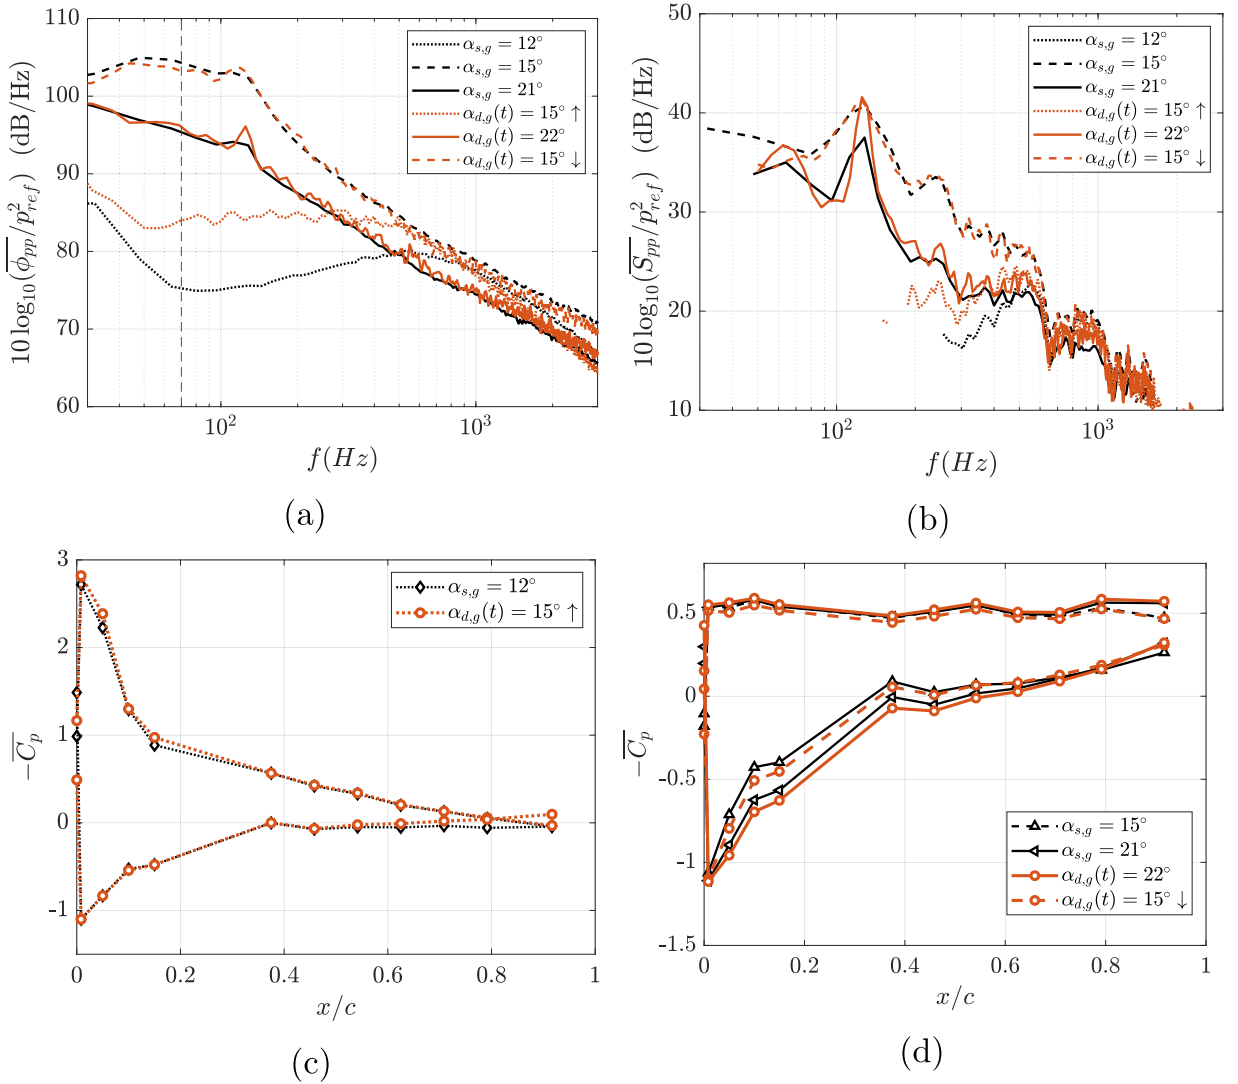 110
100
90
80
70
60
10 log₁₀(φ̅pp/p²ref) (dB/Hz)
10² 10³
f(Hz)
αs,g = 12°
αs,g = 15°
αs,g = 21°
αd,g(t) = 15° ↑
αd,g(t) = 22°
αd,g(t) = 15° ↓
(a)
50
40
30
20
10
10 log₁₀(S̅pp/p²ref) (dB/Hz)
10² 10³
f(Hz)
αs,g = 12°
αs,g = 15°
αs,g = 21°
αd,g(t) = 15° ↑
αd,g(t) = 22°
αd,g(t) = 15° ↓
(b)
3
2
1
0
-1
−C̅p
0 0.2 0.4 0.6 0.8 1
x/c
αs,g = 12°
αd,g(t) = 15° ↑
(c)
0.5
0
-0.5
-1
-1.5
−C̅p
0 0.2 0.4 0.6 0.8 1
x/c
αs,g = 15°
αs,g = 21°
αd,g(t) = 22°
αd,g(t) = 15° ↓
(d)